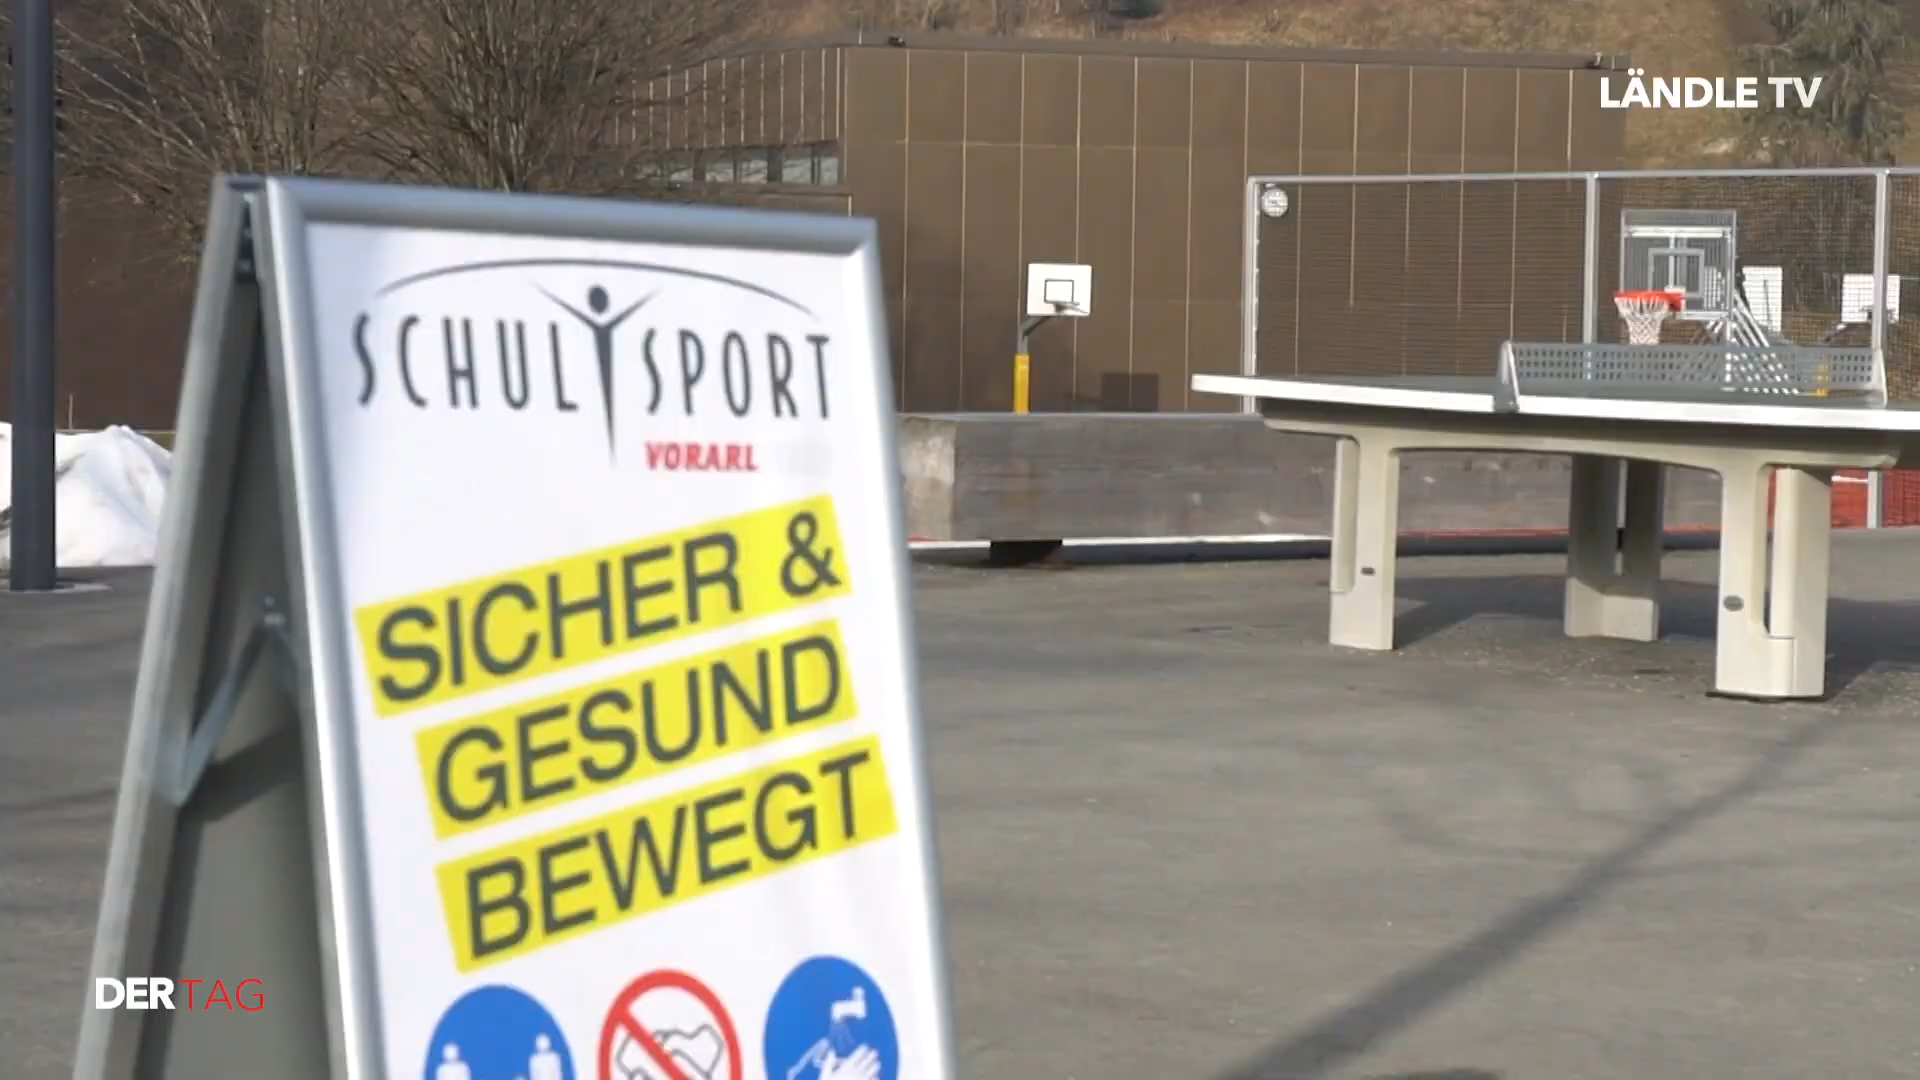 LÄNDLE TV
SCHULSPORT
VORARL
SICHER &
GESUND
BEWEGT
DERTAG